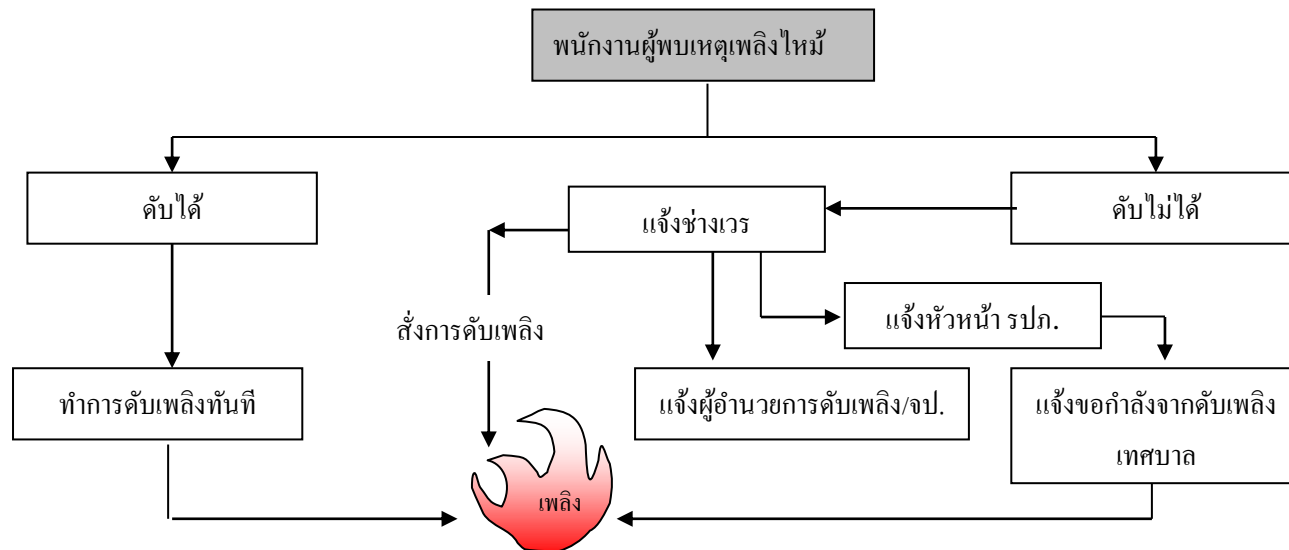 พนักงานผู้พบเหตุเพลิงไหม้
ดับได้
แจ้งช่างเวร
ดับไม่ได้
สั่งการดับเพลิง
แจ้งหัวหน้า รปภ.
ทำการดับเพลิงทันที
แจ้งผู้อำนวยการดับเพลิง/จป.
แจ้งขอกำลังจากดับเพลิง
เทศบาล
เพลิง